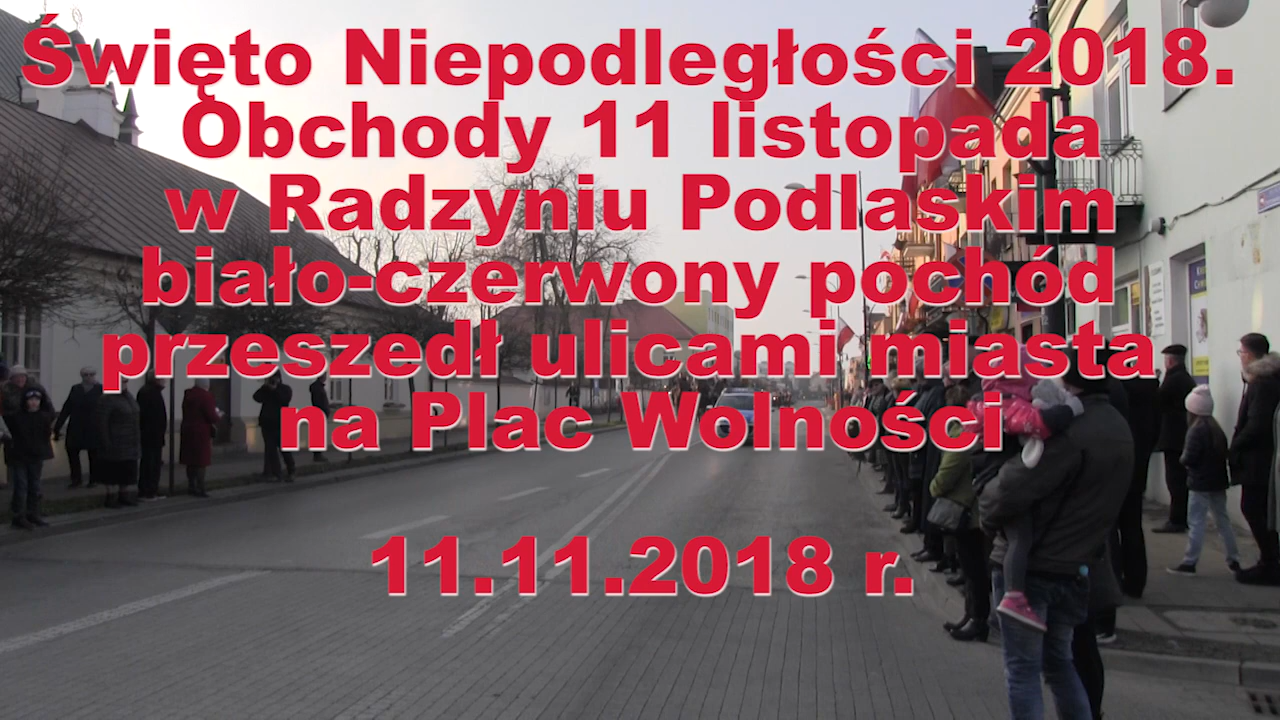 Święto Niepodległości 2018.
Obchody 11 listopada
w Radzyniu Podlaskim
biało-czerwony pochód
przeszedł ulicami miasta
na Plac Wolności
11.11.2018 r.